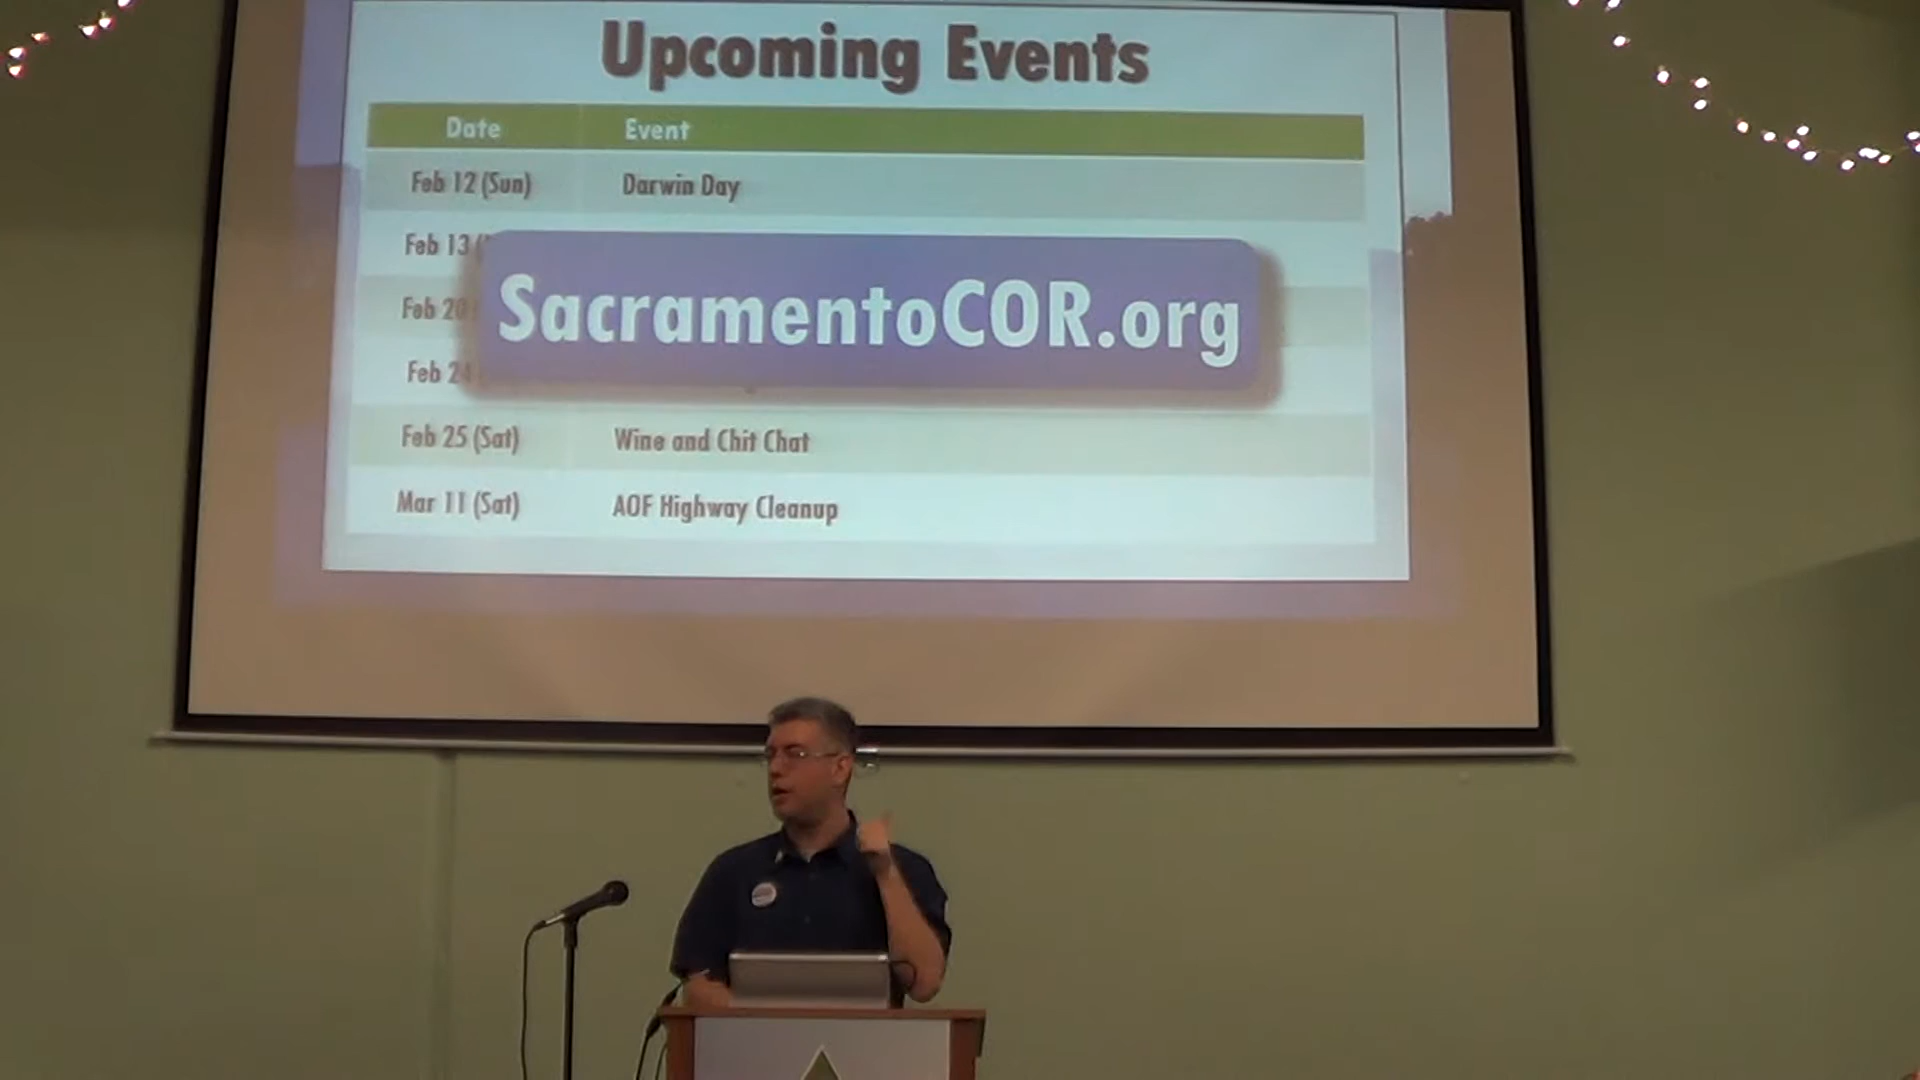 Upcoming Events
Date Event
Feb 12 (Sun) Darwin Day
Feb 13
SacramentoCOR.org
Feb 20
Feb 24
Feb 25 (Sat) Wine and Chit Chat
Mar 11 (Sat) AOF Highway Cleanup